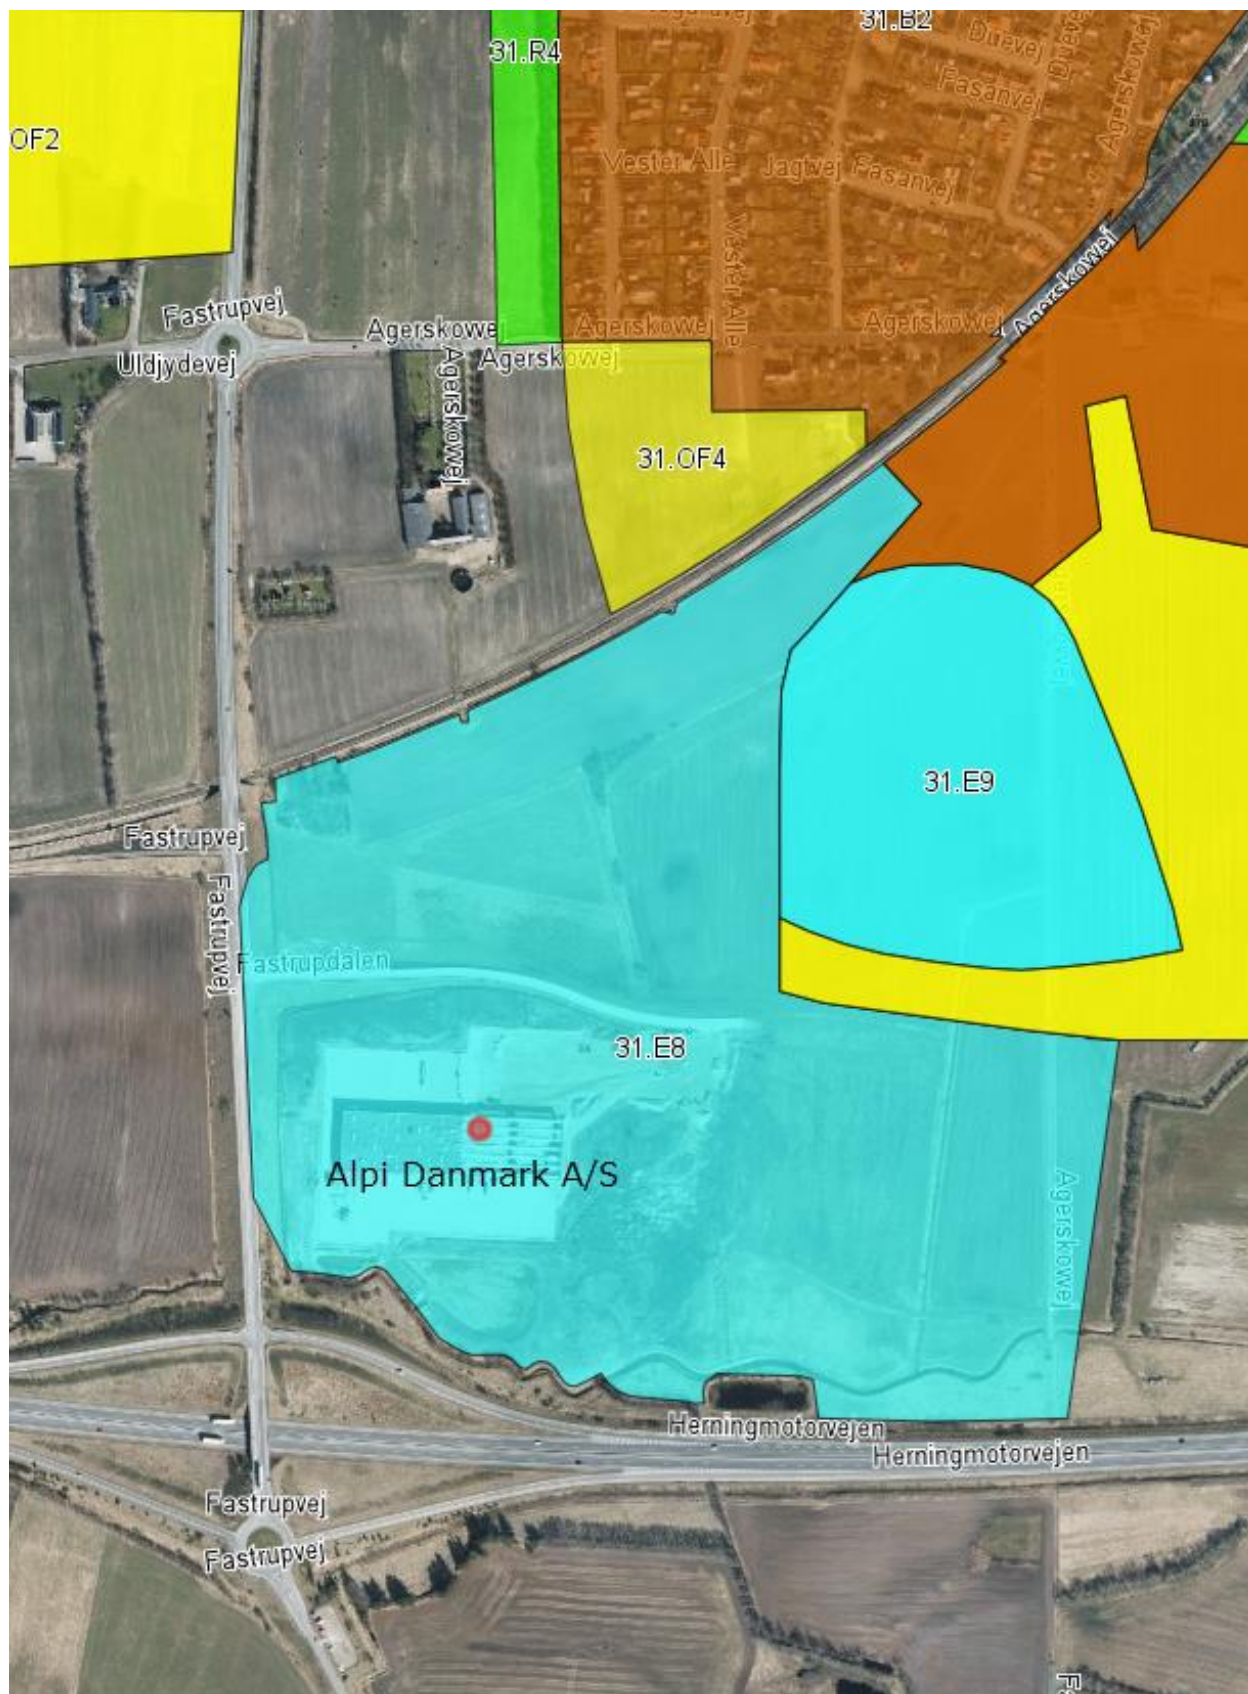 31.B2
31.R4
Duevej
Fasanvej
Agerskowej
OF2
Vester Alle
Jagtvej
Fasanvej
Vester Alle
Fastrupvej
Agerskowej
Agerskowej
Agerskowej
Agerskowej
Agerskowej
Uldjydevej
Agerskowej
31.OF4
31.E9
Fastrupvej
Fastrupvej
Fastrupdalen
31.E8
Alpi Danmark A/S
Agerskowej
Herningmotorvejen
Herningmotorvejen
Fastrupvej
Fastrupvej